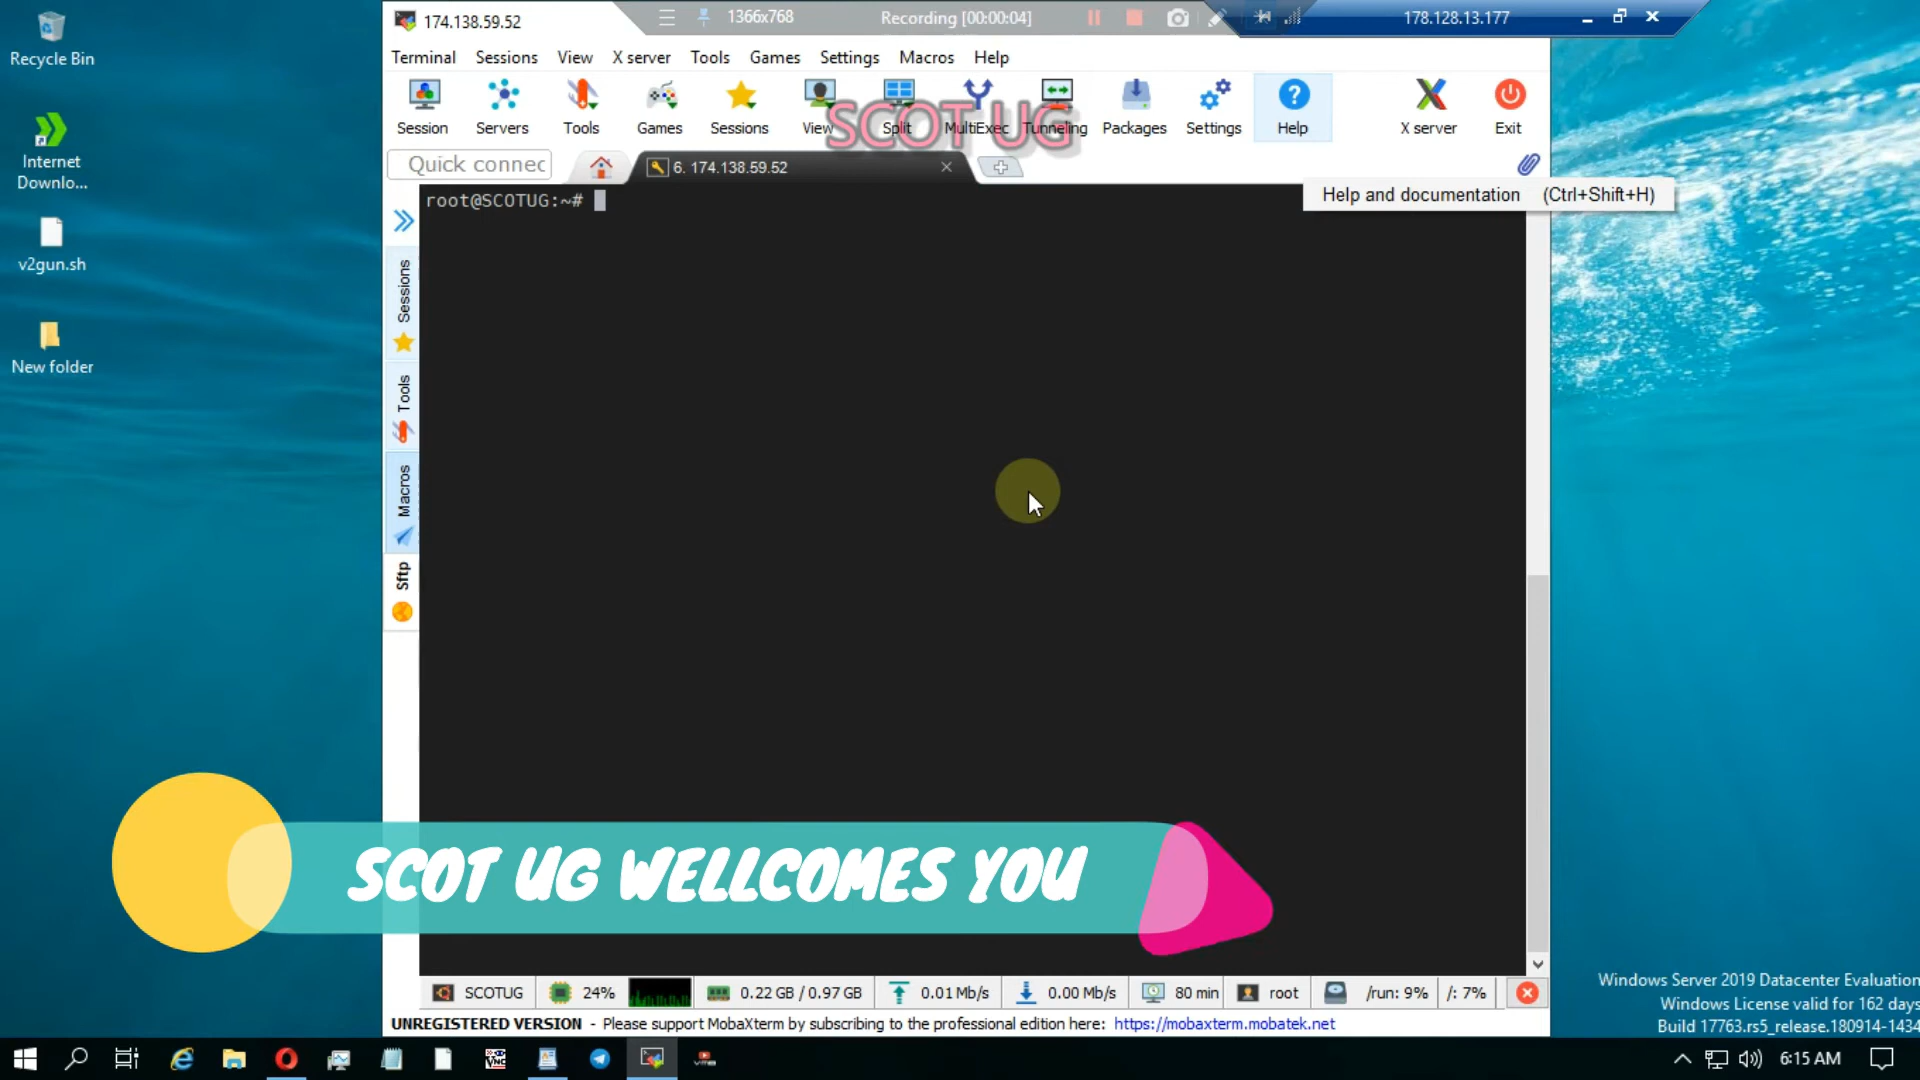 Recycle Bin
Internet
Downlo...
v2gun.sh
New folder
174.138.59.52
1366x768
Recording [00:00:04]
178.128.13.177
Terminal Sessions View X server Tools Games Settings Macros Help
Session Servers Tools Games Sessions View Split MultiExec Tunneling Packages Settings Help X server Exit
SCOT UG
Quick connec
6. 174.138.59.52
Help and documentation (Ctrl+Shift+H)
root@SCOTUG:~#
Sessions
Tools
Macros
Sftp
SCOT UG WELLCOMES YOU
SCOTUG 24% 0.22 GB / 0.97 GB 0.01 Mb/s 0.00 Mb/s 80 min root /run: 9% /: 7%
UNREGISTERED VERSION - Please support MobaXterm by subscribing to the professional edition here: https://mobaxterm.mobatek.net
Windows Server 2019 Datacenter Evaluation
Windows License valid for 162 days
Build 17763.rs5_release.180914-1434
6:15 AM